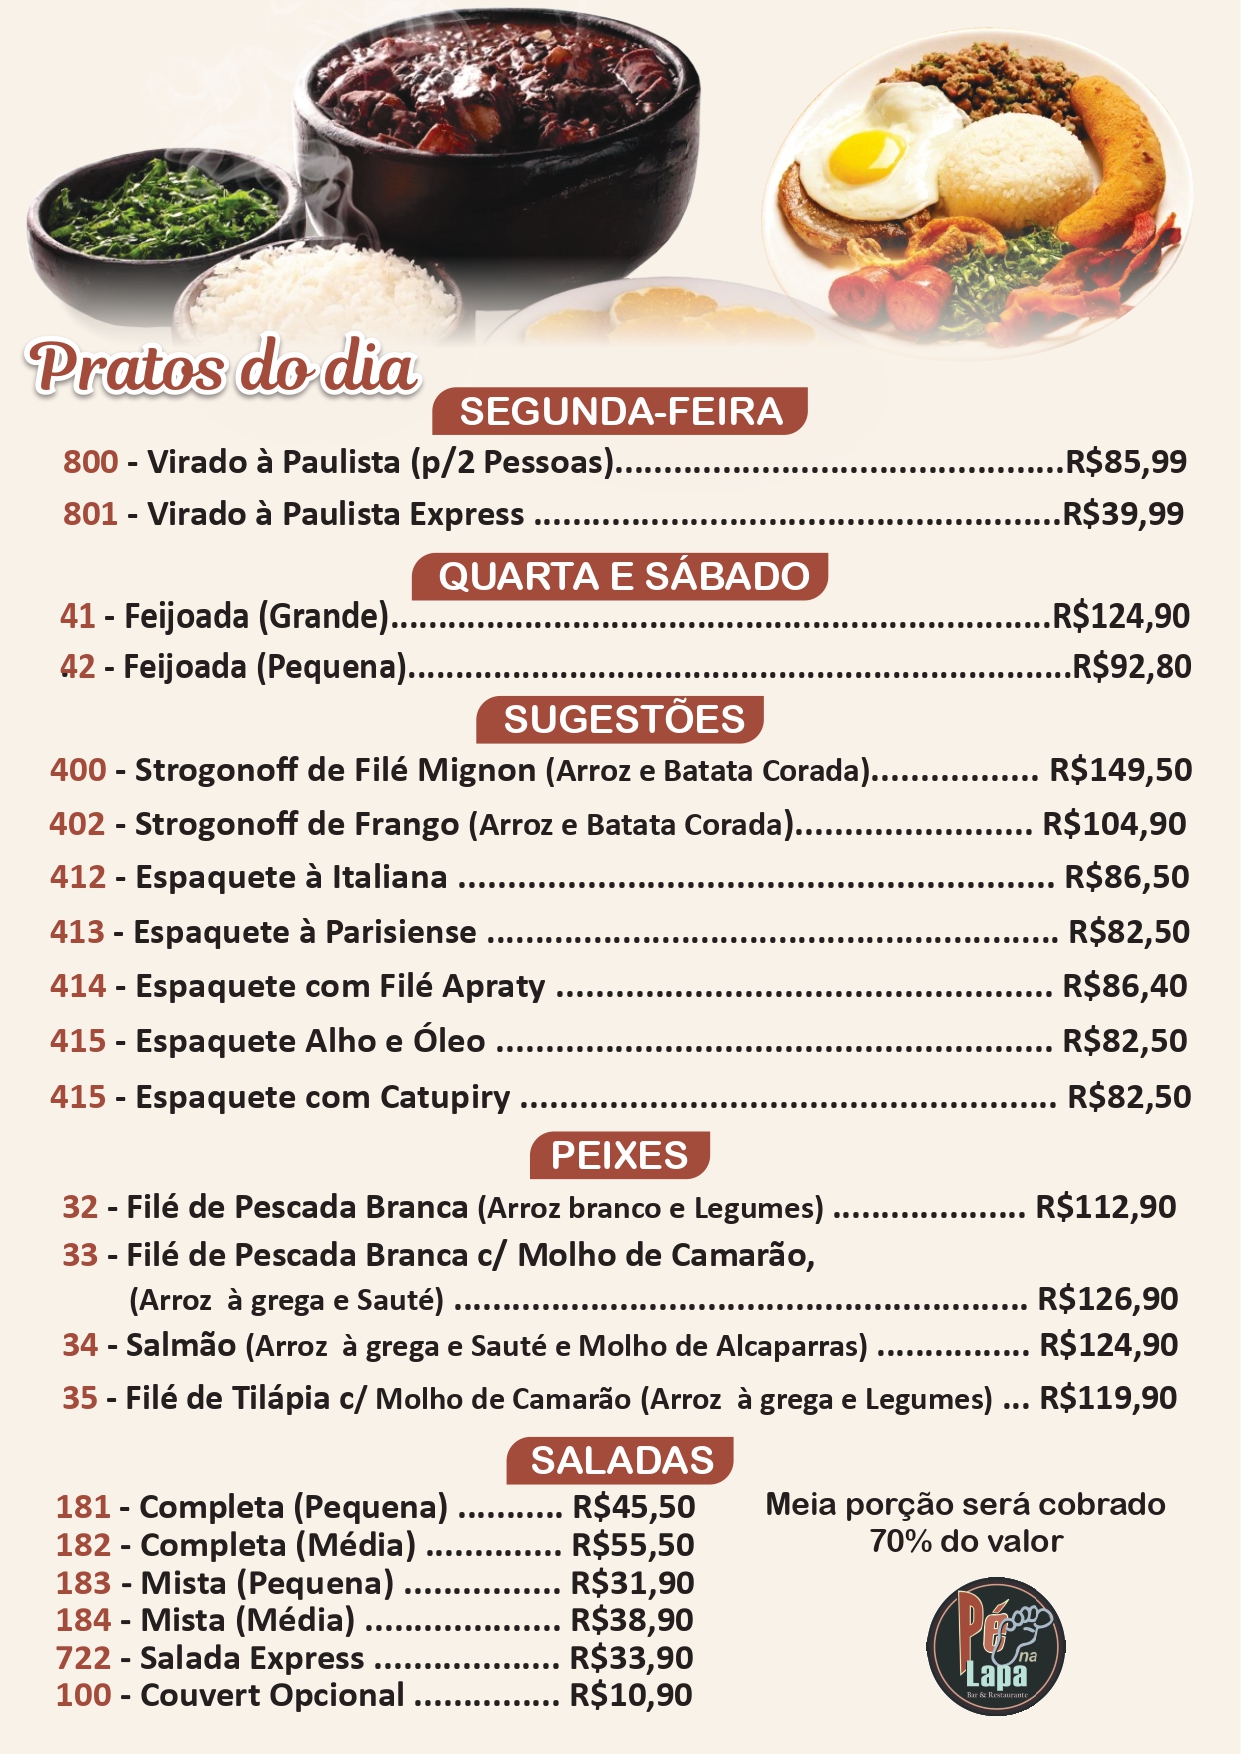 Pratos do dia
SEGUNDA-FEIRA
800 - Virado à Paulista (p/2 Pessoas)..............................................R$85,99
801 - Virado à Paulista Express ......................................................R$39,99
QUARTA E SÁBADO
41 - Feijoada (Grande)....................................................................R$124,90
42 - Feijoada (Pequena)....................................................................R$92,80
SUGESTÕES
400 - Strogonoff de Filé Mignon (Arroz e Batata Corada)................. R$149,50
402 - Strogonoff de Frango (Arroz e Batata Corada)........................ R$104,90
412 - Espaquete à Italiana ............................................................ R$86,50
413 - Espaquete à Parisiense .......................................................... R$82,50
414 - Espaquete com Filé Apraty .................................................. R$86,40
415 - Espaquete Alho e Óleo ........................................................ R$82,50
415 - Espaquete com Catupiry ...................................................... R$82,50
PEIXES
32 - Filé de Pescada Branca (Arroz branco e Legumes) .................... R$112,90
33 - Filé de Pescada Branca c/ Molho de Camarão,
(Arroz à grega e Sauté) .......................................................... R$126,90
34 - Salmão (Arroz à grega e Sauté e Molho de Alcaparras) ................ R$124,90
35 - Filé de Tilápia c/ Molho de Camarão (Arroz à grega e Legumes) ... R$119,90
SALADAS
181 - Completa (Pequena) ........... R$45,50
182 - Completa (Média) .............. R$55,50
183 - Mista (Pequena) ................ R$31,90
184 - Mista (Média) .................... R$38,90
722 - Salada Express ................... R$33,90
100 - Couvert Opcional ............... R$10,90
Meia porção será cobrado
70% do valor
Pé
na
Lapa
Bar & Restaurante